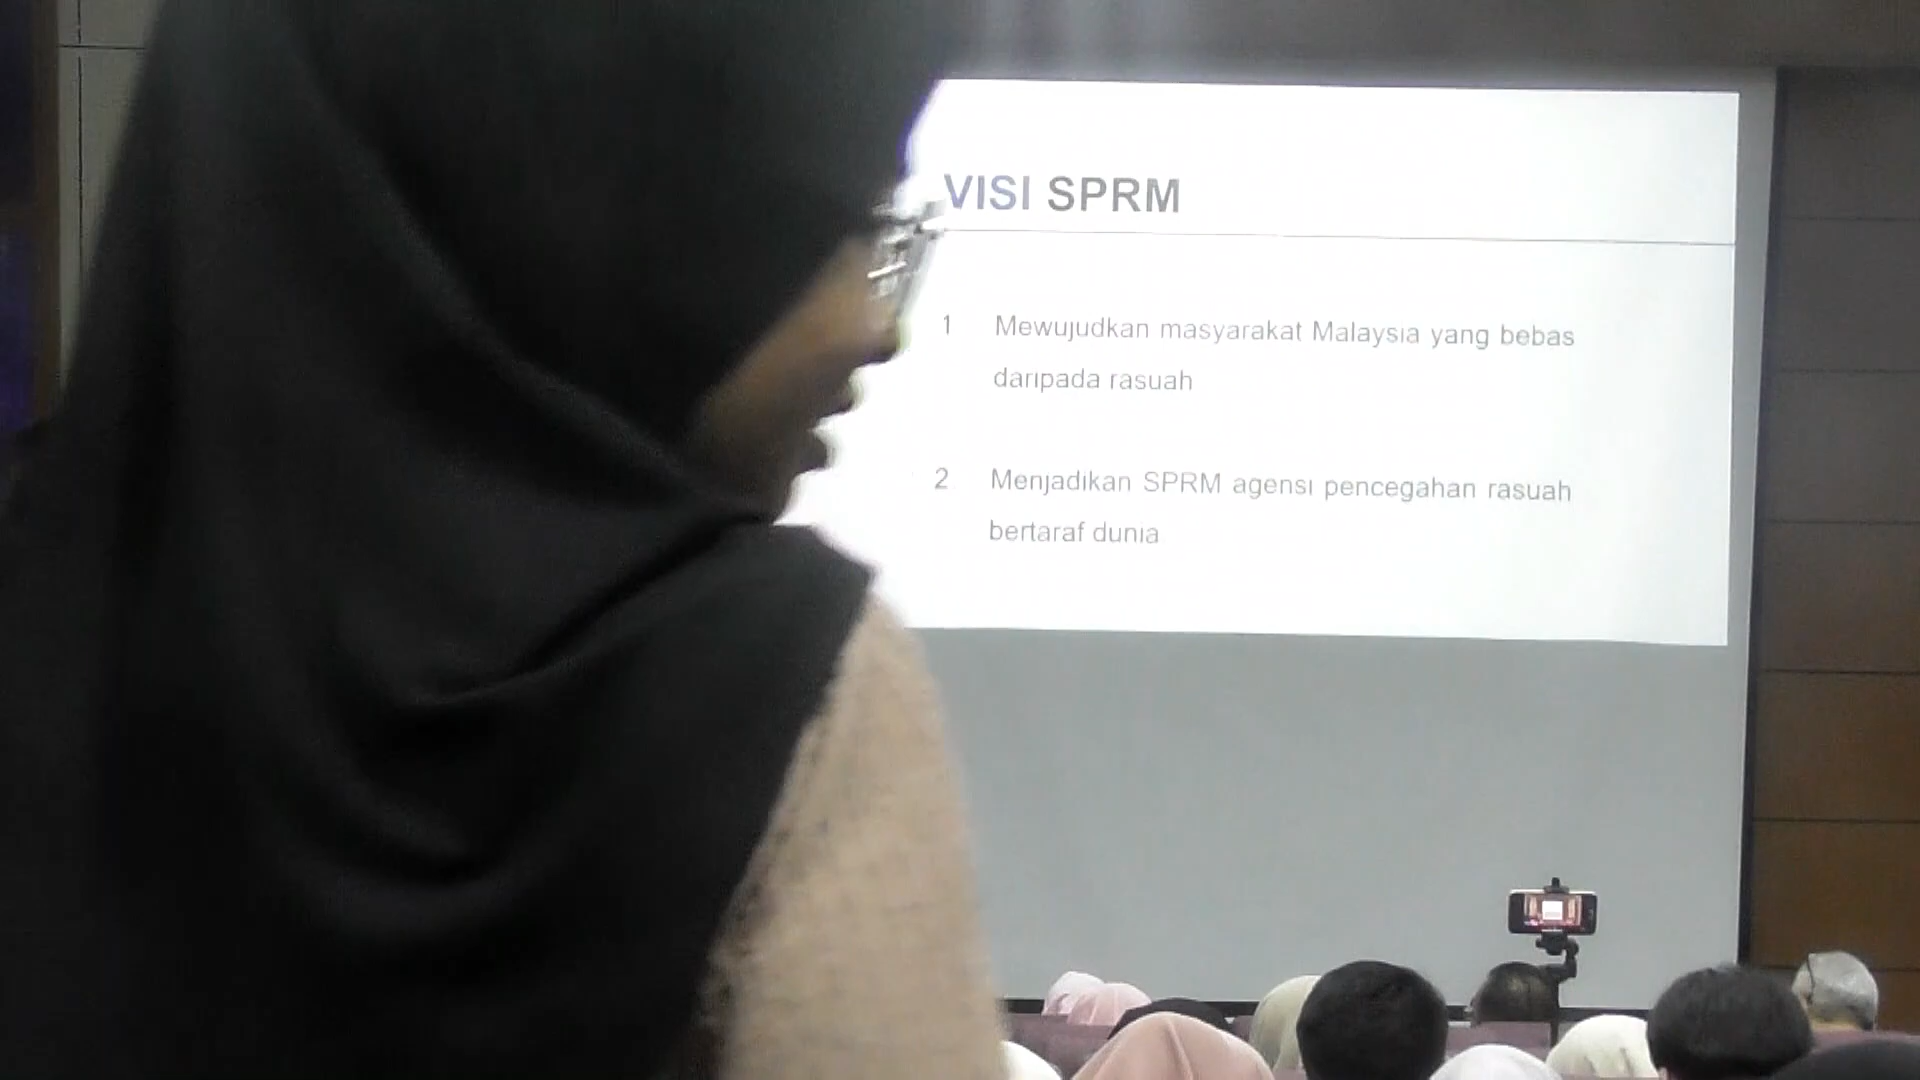 VISI SPRM
1 Mewujudkan masyarakat Malaysia yang bebas
daripada rasuah
2 Menjadikan SPRM agensi pencegahan rasuah
bertaraf dunia